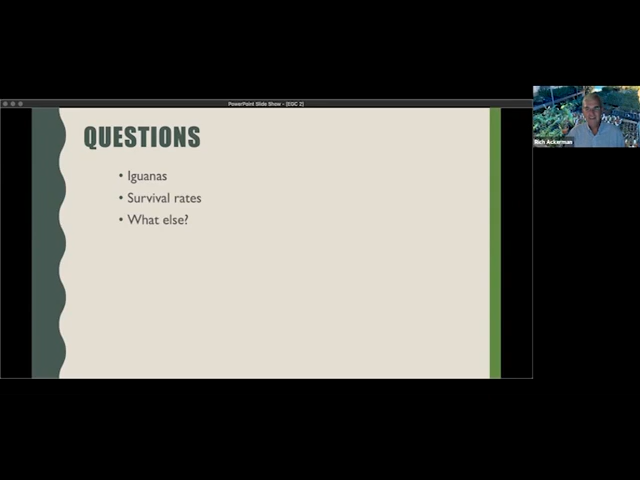 PowerPoint Slide Show - [EGC 2]
QUESTIONS
• Iguanas
• Survival rates
• What else?
Rich Ackerman